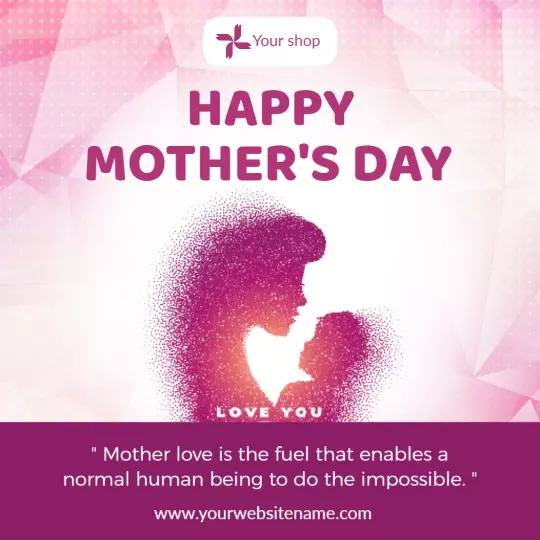 Your shop
HAPPY
MOTHER'S DAY
LOVE YOU
" Mother love is the fuel that enables a
normal human being to do the impossible. "
www.yourwebsitename.com